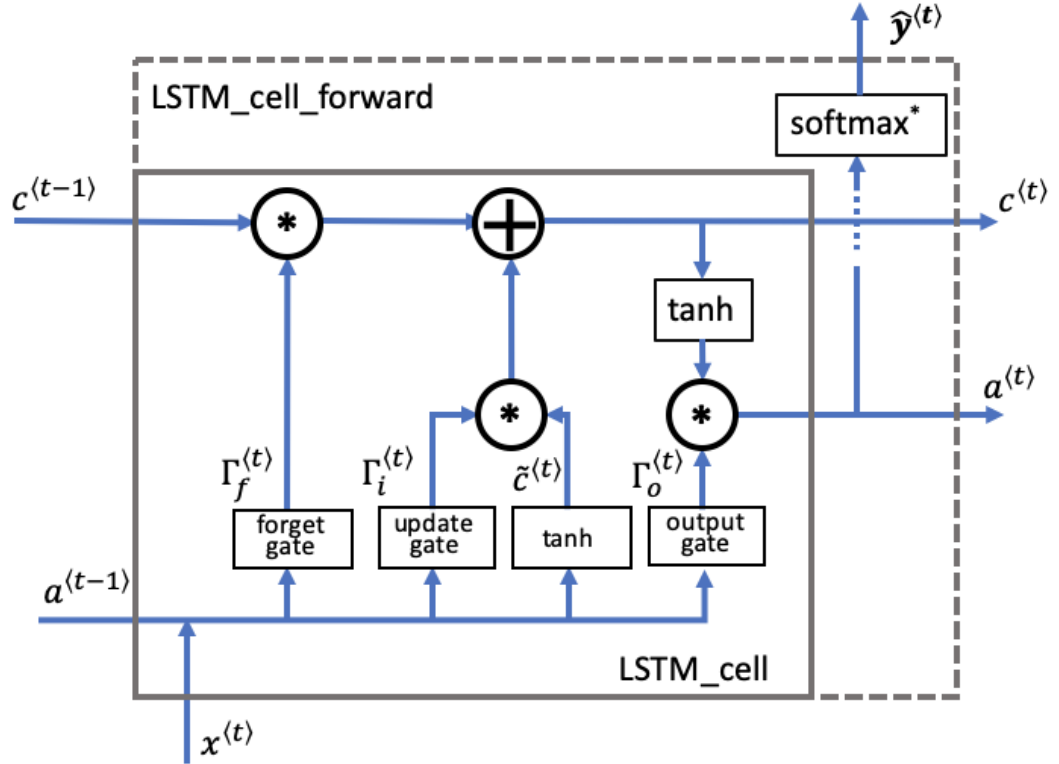 ŷ⟨t⟩
LSTM_cell_forward
softmax*
c⟨t−1⟩
*
+
c⟨t⟩
tanh
*
*
a⟨t⟩
Γf⟨t⟩
Γi⟨t⟩
c̃⟨t⟩
Γo⟨t⟩
forget
gate
update
gate
tanh
output
gate
a⟨t−1⟩
LSTM_cell
x⟨t⟩